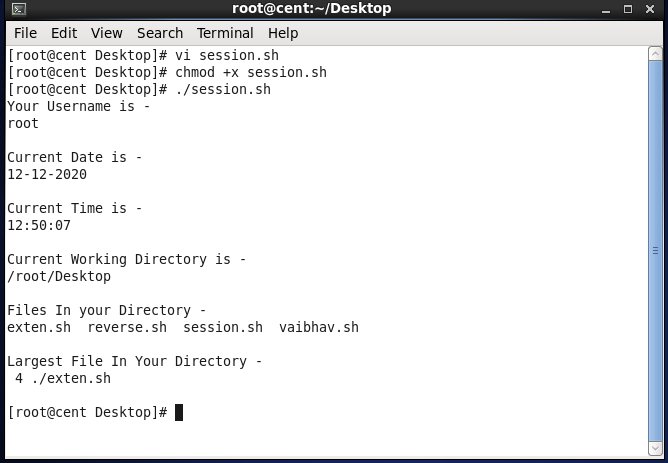 root@cent:~/Desktop
File Edit View Search Terminal Help
[root@cent Desktop]# vi session.sh
[root@cent Desktop]# chmod +x session.sh
[root@cent Desktop]# ./session.sh
Your Username is -
root
Current Date is -
12-12-2020
Current Time is -
12:50:07
Current Working Directory is -
/root/Desktop
Files In your Directory -
exten.sh  reverse.sh  session.sh  vaibhav.sh
Largest File In Your Directory -
 4 ./exten.sh
[root@cent Desktop]#